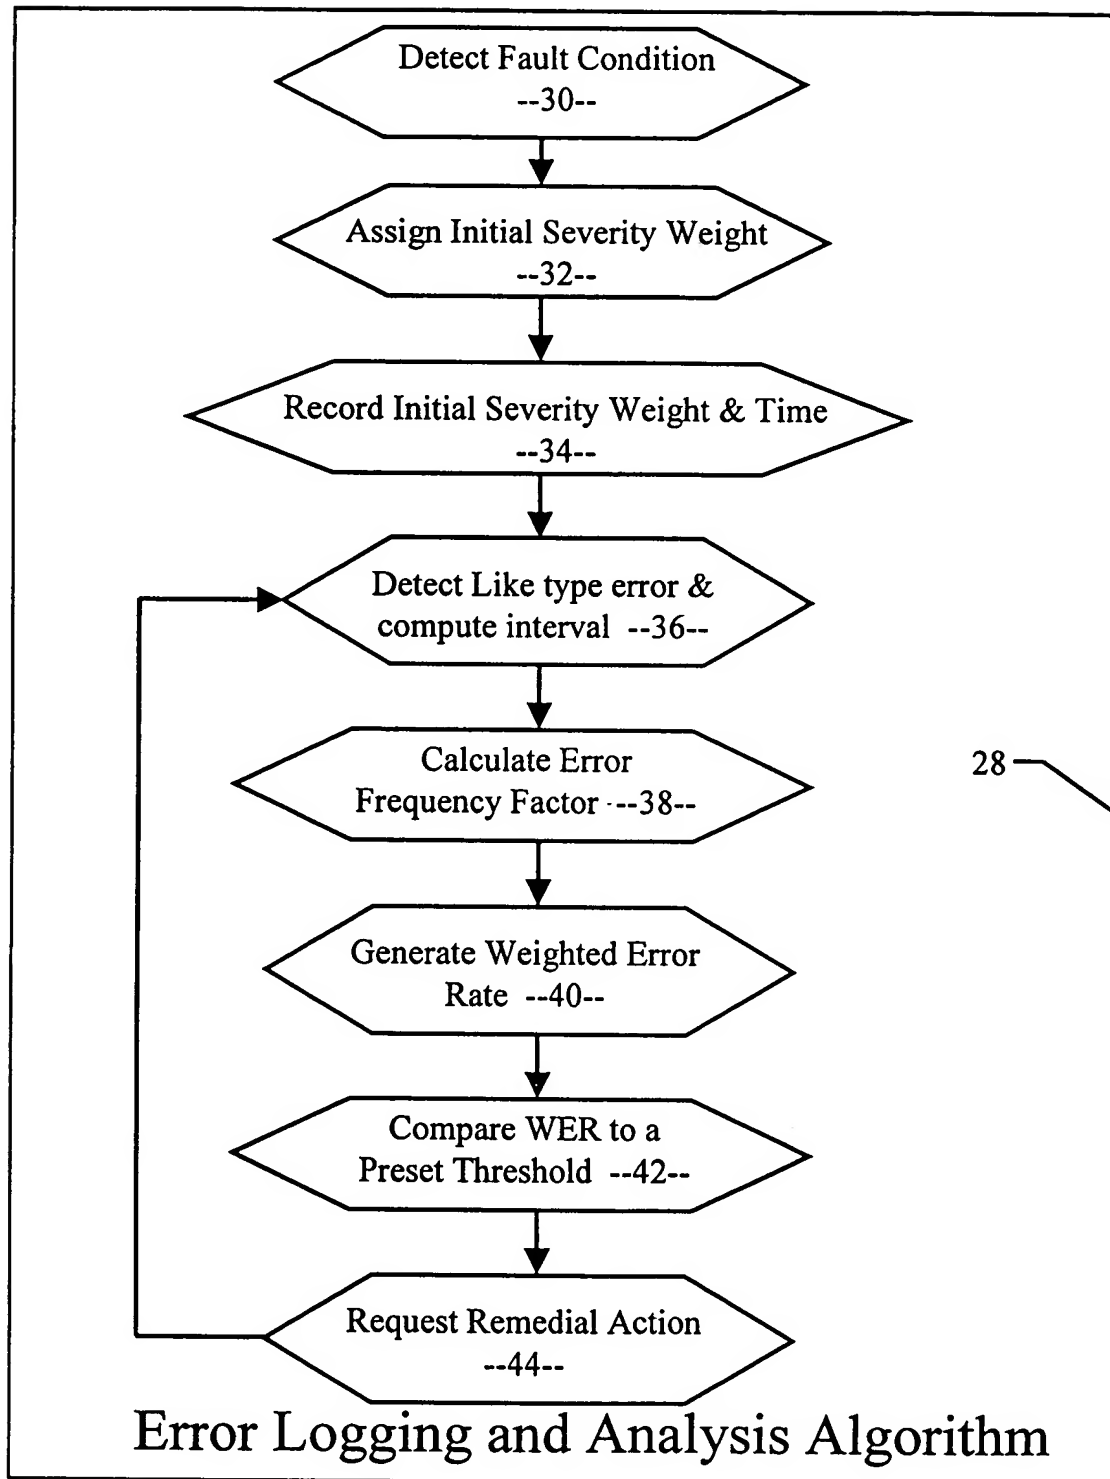 Detect Fault Condition
--30--
Assign Initial Severity Weight
--32--
Record Initial Severity Weight & Time
--34--
Detect Like type error &
compute interval --36--
Calculate Error
Frequency Factor ---38--
28
Generate Weighted Error
Rate --40--
Compare WER to a
Preset Threshold --42--
Request Remedial Action
--44--
Error Logging and Analysis Algorithm